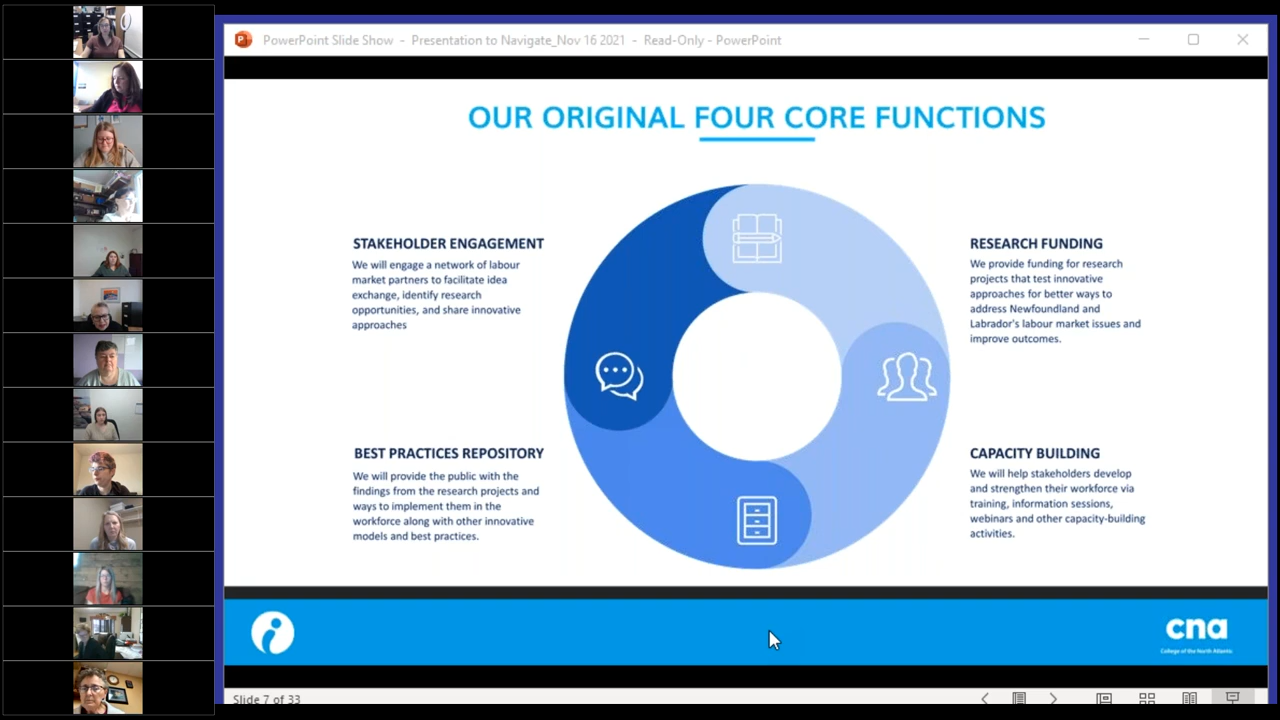 PowerPoint Slide Show - Presentation to Navigate_Nov 16 2021 - Read-Only - PowerPoint
OUR ORIGINAL FOUR CORE FUNCTIONS
STAKEHOLDER ENGAGEMENT
We will engage a network of labour
market partners to facilitate idea
exchange, identify research
opportunities, and share innovative
approaches
RESEARCH FUNDING
We provide funding for research
projects that test innovative
approaches for better ways to
address Newfoundland and
Labrador's labour market issues and
improve outcomes.
BEST PRACTICES REPOSITORY
We will provide the public with the
findings from the research projects and
ways to implement them in the
workforce along with other innovative
models and best practices.
CAPACITY BUILDING
We will help stakeholders develop
and strengthen their workforce via
training, information sessions,
webinars and other capacity-building
activities.
cna
College of the North Atlantic
Slide 7 of 33